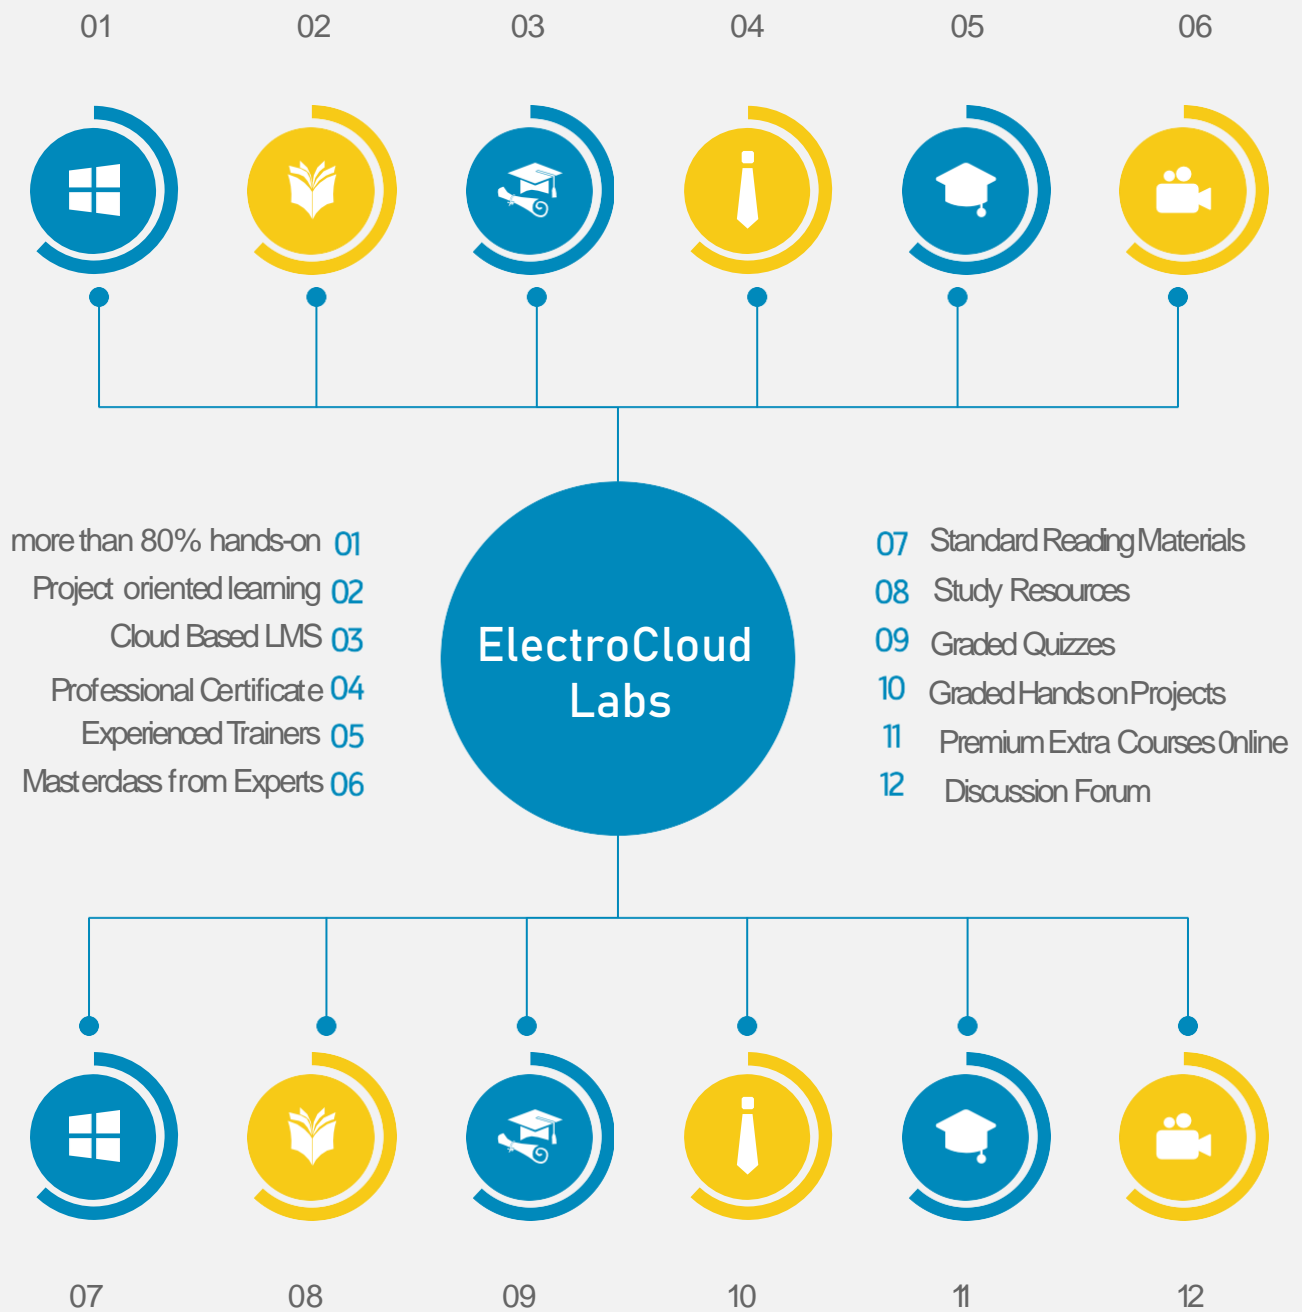 01 02 03 04 05 06
more than 80% hands-on 01
Project oriented learning 02
Cloud Based LMS 03
Professional Certificate 04
Experienced Trainers 05
Masterclass from Experts 06
ElectroCloud
Labs
07 Standard Reading Materials
08 Study Resources
09 Graded Quizzes
10 Graded Hands on Projects
11 Premium Extra Courses 0nline
12 Discussion Forum
07 08 09 10 11 12